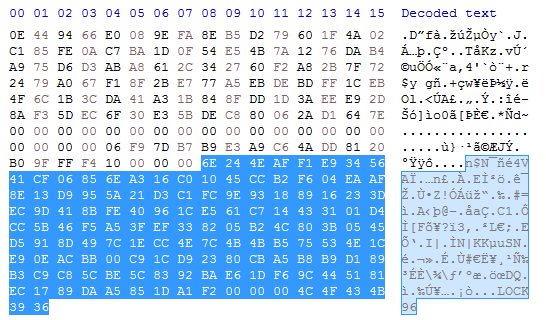 00 01 02 03 04 05 06 07 08 09 10 11 12 13 14 15 Decoded text
0E 44 94 66 E0 09 9E FA 8E B5 D2 79 60 1F 4A 02 .D”fà.žúŽµÒy`.J.
C1 85 FE 0A C7 BA 1D 0F 54 E5 4B 7A 12 76 DA B4 Á…þ.Çº..TåKz.vÚ´
A9 75 D6 D3 AB A8 61 2C 34 27 60 F2 A8 2B 7F 72 ©uÖÓ«¨a,4'`ò¨+.r
24 79 A0 67 F1 8F 2B E7 77 A5 EB DE BD FF 1C EB $y gñ.+çw¥ëÞ½ÿ.ë
4F 6C 1B 3C DA 41 A3 1B 84 8F DD 1D 3A EE E9 2D Ol.<ÚA£.„.Ý.:îé-
8A F3 5D EC 6F 30 E3 5B DE C8 80 06 2A D1 64 7E Šó]ìo0ã[ÞÈ€.*Ñd~
00 00 00 00 00 00 00 00 00 00 00 00 00 00 00 00 ................
00 00 00 00 06 F9 7D B7 B9 E3 A9 C6 4A DD 81 20 .....ù}·¹ã©ÆJÝ.
B0 9F FF F4 10 00 00 00 6E 24 4E AF F1 E9 34 56 °Ÿÿô....n$N¯ñé4V
41 CF 06 85 6E A3 16 C0 10 45 CC B2 F6 04 EA AF AÏ.…n£.À.EÌ²ö.ê¯
8E 13 D9 95 5A 21 D3 C1 FC 9E 93 18 89 16 23 3D Ž.Ù•Z!ÓÁüž“.‰.#=
EC 9D 41 8B FE 40 96 1C E5 61 C7 14 43 31 01 D4 ì.A‹þ@–.åaÇ.C1.Ô
CC 5B 46 F5 A5 3F EF 33 82 05 B2 4C 80 3B 05 45 Ì[Fõ¥?ï3‚.²L€;.E
D5 91 8D 49 7C 1E CC 4E 7C 4B 4B B5 75 53 4E 1C Õ‘.I|.ÌN|KKµuSN.
E9 0E AC BB 00 C9 1C D9 23 80 CB A5 B8 B9 D1 89 é.¬».É.Ù#€Ë¥¸¹Ñ‰
B3 C9 C8 5C BE 5C 83 92 BA E6 1D F6 9C 44 51 81 ³ÉÈ\¾\ƒ’ºæ.öœDQ.
EC 17 89 DA A5 85 1D A1 F2 00 00 00 4C 4F 43 4B ì.‰Ú¥….¡ò...LOCK
39 36 96